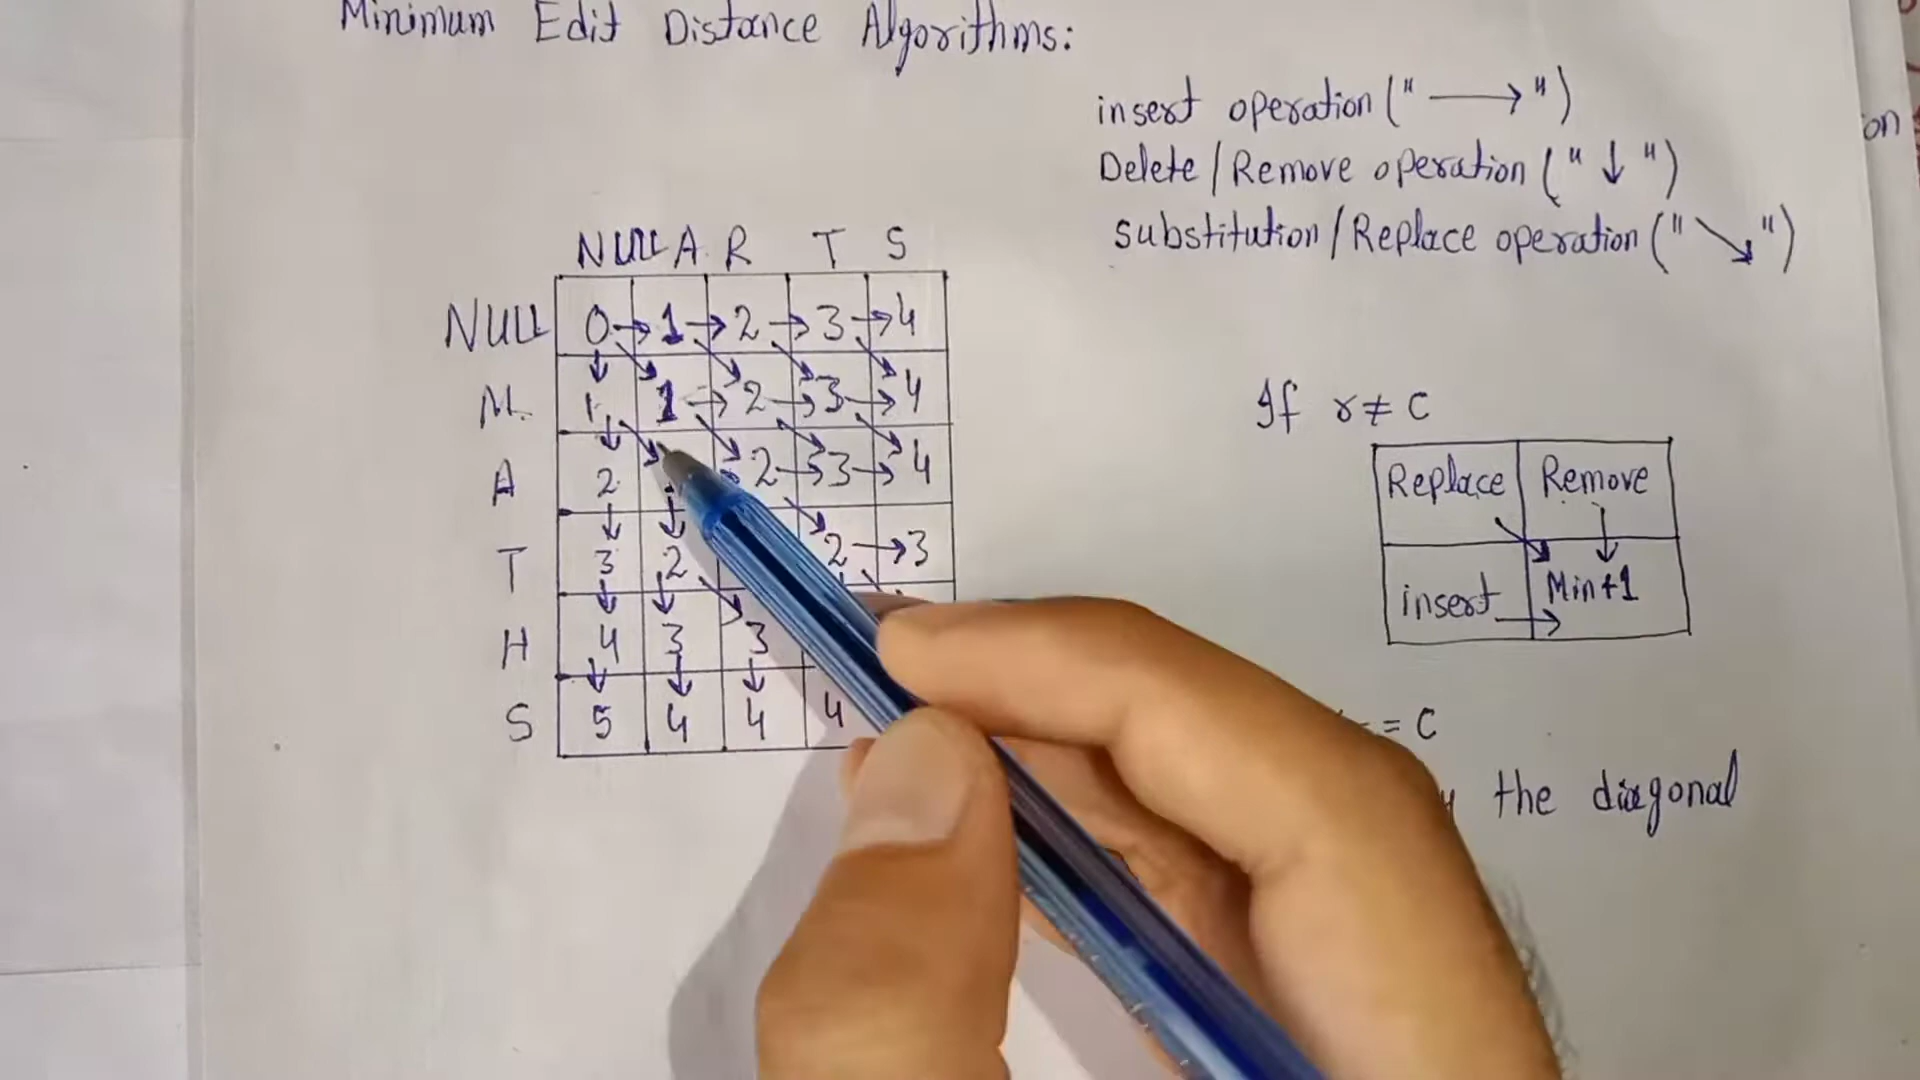 Minimum Edit Distance Algorithms:
insert operation ("→")
Delete/Remove operation ("↓")
on
substitution/Replace operation ("↘")
NULL A R T S
NULL 0→1→2→3→4
M 1 1→2→3→4
A 2 2→3→4
T 3 2 2→3
H 4 3 3
S 5 4 4 4
If r≠C
Replace Remove
insert Min+1
= C
the diagonal